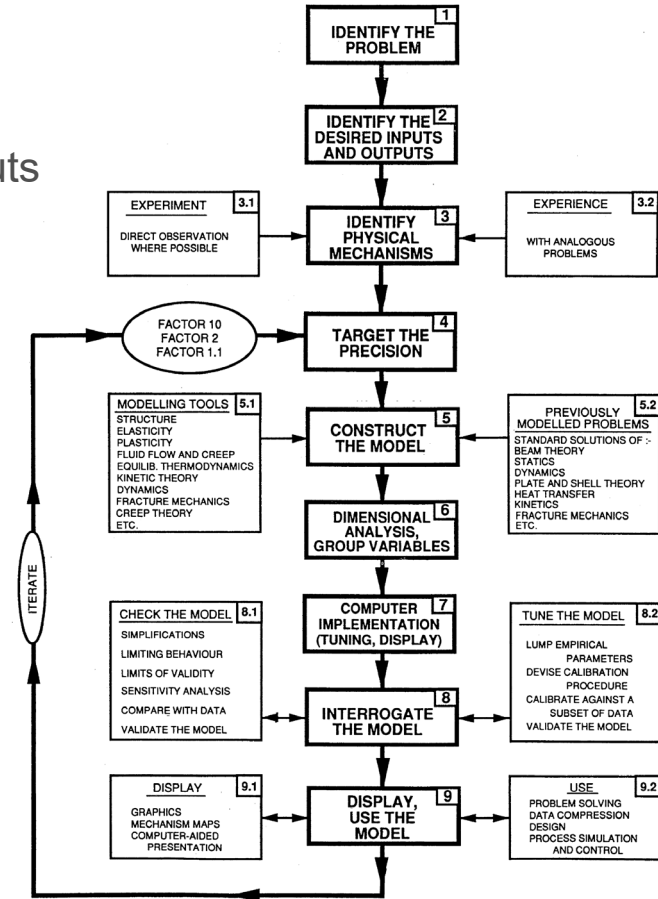 1
IDENTIFY THE
PROBLEM
2
IDENTIFY THE
DESIRED INPUTS
AND OUTPUTS
uts
EXPERIMENT 3.1
DIRECT OBSERVATION
WHERE POSSIBLE
3
IDENTIFY
PHYSICAL
MECHANISMS
EXPERIENCE 3.2
WITH ANALOGOUS
PROBLEMS
FACTOR 10
FACTOR 2
FACTOR 1.1
4
TARGET THE
PRECISION
MODELLING TOOLS 5.1
STRUCTURE
ELASTICITY
PLASTICITY
FLUID FLOW AND CREEP
EQUILIB. THERMODYNAMICS
KINETIC THEORY
DYNAMICS
FRACTURE MECHANICS
CREEP THEORY
ETC.
5
CONSTRUCT
THE MODEL
5.2
PREVIOUSLY
MODELLED PROBLEMS
STANDARD SOLUTIONS OF :-
BEAM THEORY
STATICS
DYNAMICS
PLATE AND SHELL THEORY
HEAT TRANSFER
KINETICS
FRACTURE MECHANICS
ETC.
6
DIMENSIONAL
ANALYSIS,
GROUP VARIABLES
ITERATE
7
COMPUTER
IMPLEMENTATION
(TUNING, DISPLAY)
CHECK THE MODEL 8.1
SIMPLIFICATIONS
LIMITING BEHAVIOUR
LIMITS OF VALIDITY
SENSITIVITY ANALYSIS
COMPARE WITH DATA
VALIDATE THE MODEL
8
INTERROGATE
THE MODEL
TUNE THE MODEL 8.2
LUMP EMPIRICAL
PARAMETERS
DEVISE CALIBRATION
PROCEDURE
CALIBRATE AGAINST A
SUBSET OF DATA
VALIDATE THE MODEL
DISPLAY 9.1
GRAPHICS
MECHANISM MAPS
COMPUTER-AIDED
PRESENTATION
9
DISPLAY,
USE THE
MODEL
USE 9.2
PROBLEM SOLVING
DATA COMPRESSION
DESIGN
PROCESS SIMULATION
AND CONTROL